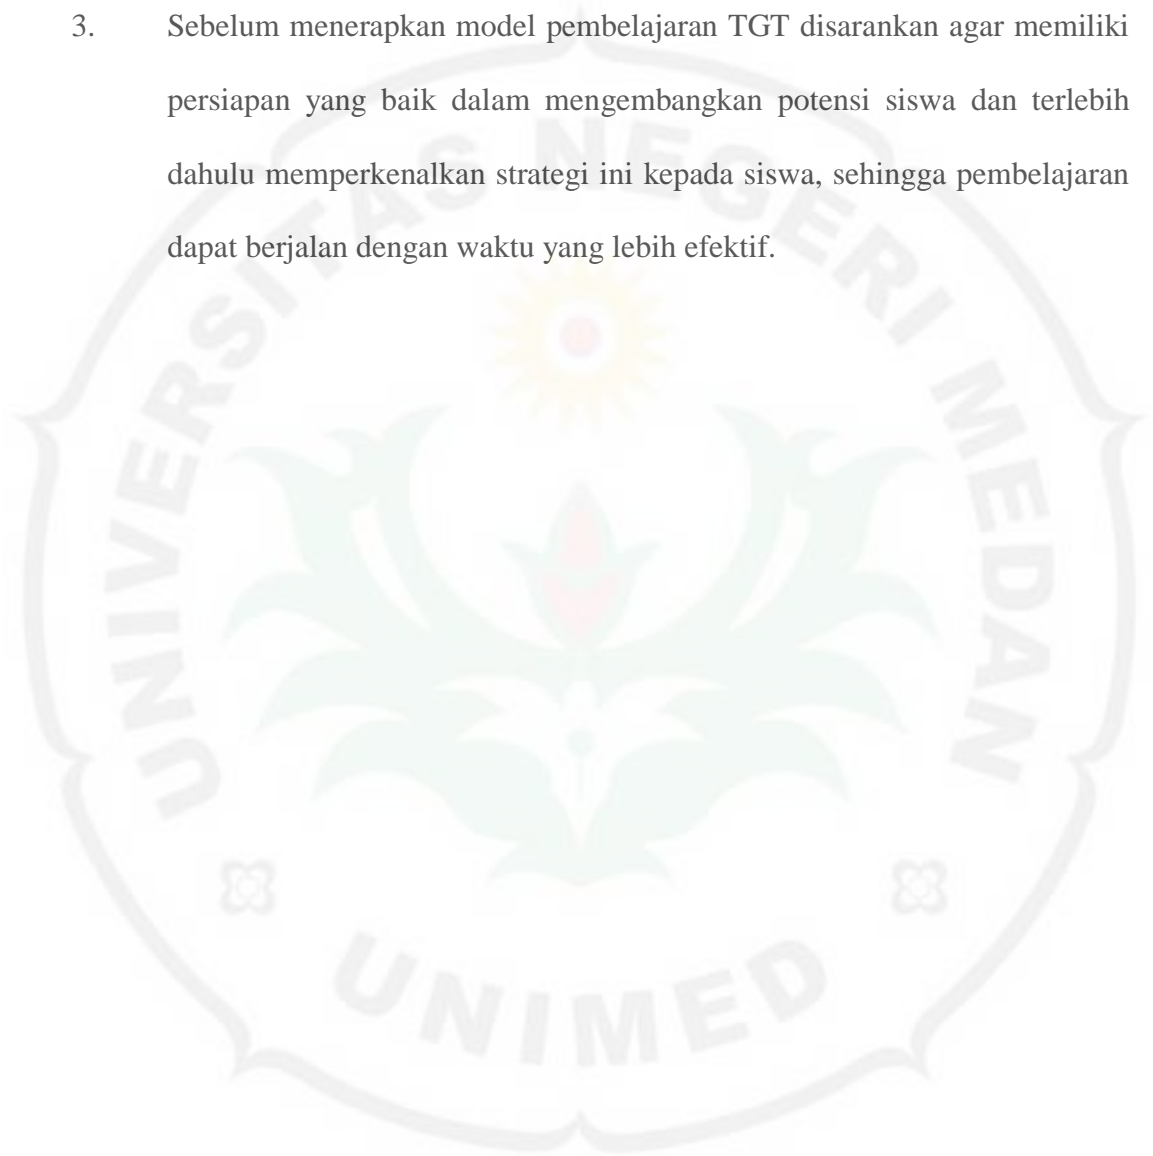 3. Sebelum menerapkan model pembelajaran TGT disarankan agar memiliki
persiapan yang baik dalam mengembangkan potensi siswa dan terlebih
dahulu memperkenalkan strategi ini kepada siswa, sehingga pembelajaran
dapat berjalan dengan waktu yang lebih efektif.
UNIVERSITAS NEGERI MEDAN
UNIMED